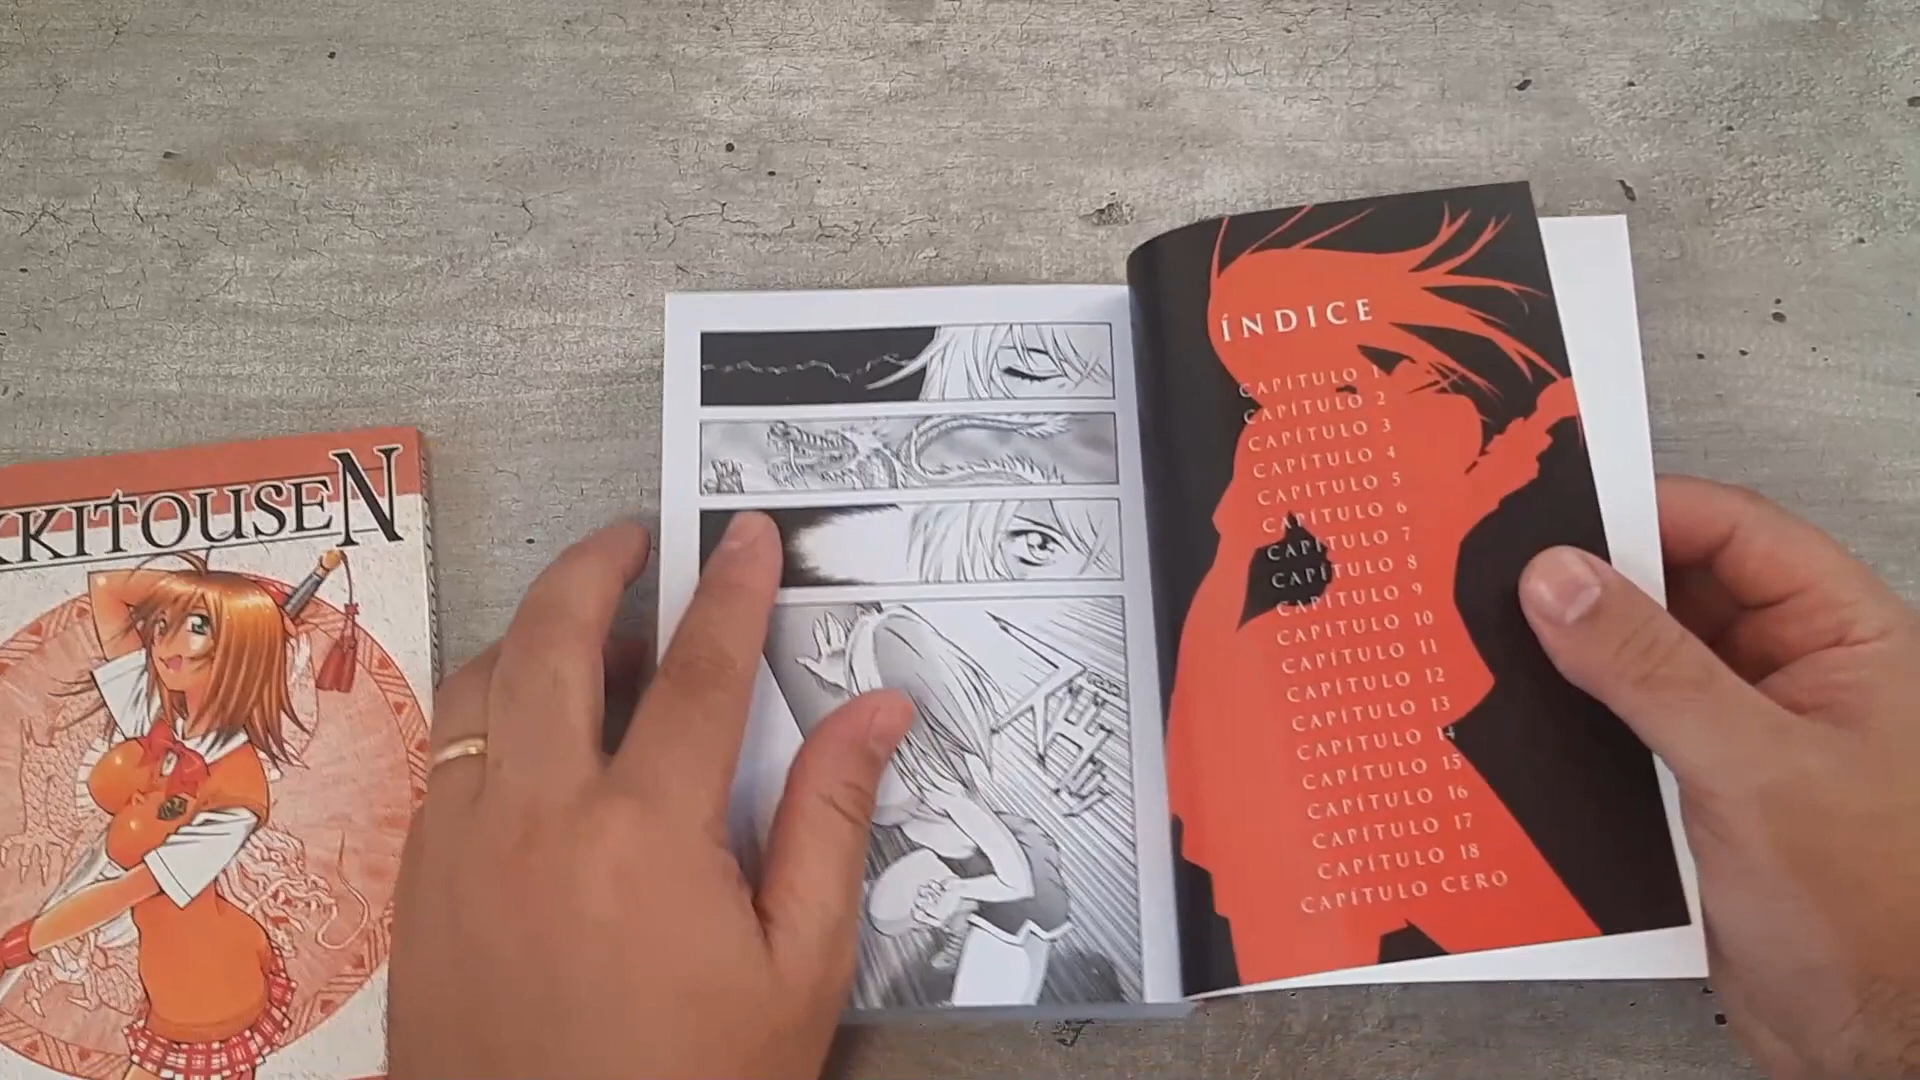 KKITOUSEN
ÍNDICE
CAPÍTULO 1
CAPÍTULO 2
CAPÍTULO 3
CAPÍTULO 4
CAPÍTULO 5
CAPÍTULO 6
CAPÍTULO 7
CAPÍTULO 8
CAPÍTULO 9
CAPÍTULO 10
CAPÍTULO 11
CAPÍTULO 12
CAPÍTULO 13
CAPÍTULO 14
CAPÍTULO 15
CAPÍTULO 16
CAPÍTULO 17
CAPÍTULO 18
CAPÍTULO CERO